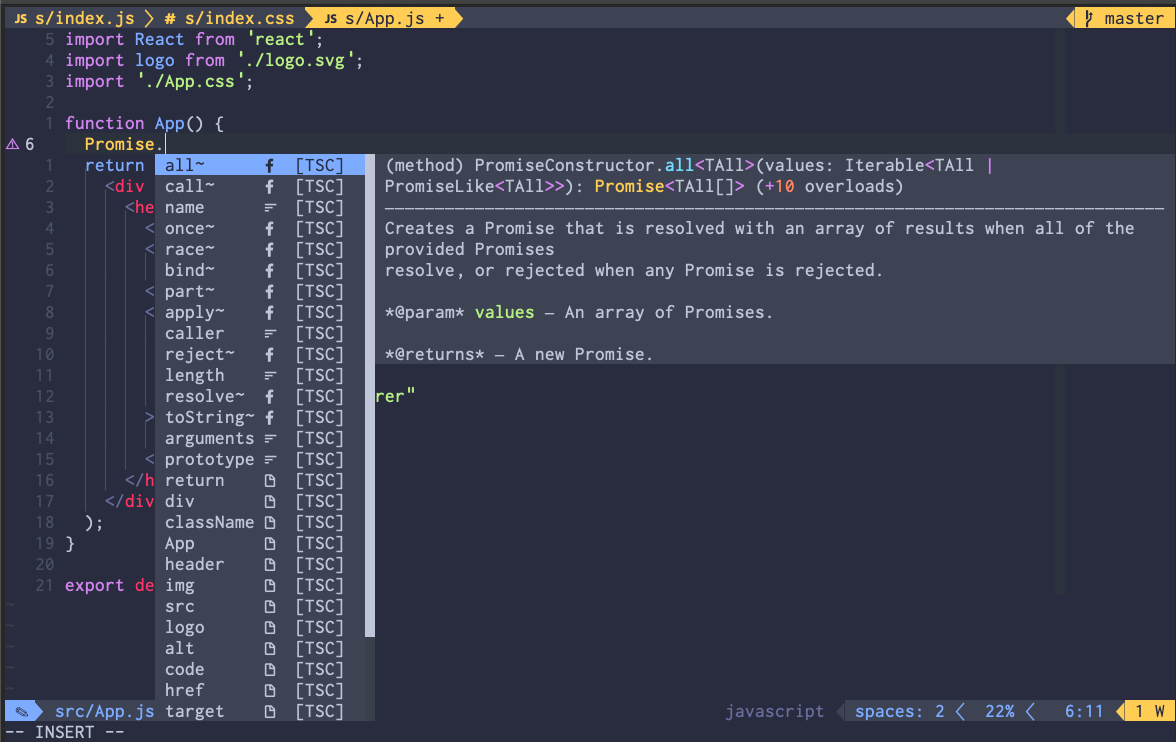 JS s/index.js # s/index.css JS s/App.js + master
5 import React from 'react';
4 import logo from './logo.svg';
3 import './App.css';
2
1 function App() {
6 Promise.
1 return all~ f [TSC] (method) PromiseConstructor.all<TAll>(values: Iterable<TAll |
2 <div call~ f [TSC] PromiseLike<TAll>>): Promise<TAll[]> (+10 overloads)
3 <he name [TSC]
4 < once~ f [TSC] Creates a Promise that is resolved with an array of results when all of the
5 < race~ f [TSC] provided Promises
6 bind~ f [TSC] resolve, or rejected when any Promise is rejected.
7 < part~ f [TSC]
8 < apply~ f [TSC] *@param* values — An array of Promises.
9 caller [TSC]
10 reject~ f [TSC] *@returns* — A new Promise.
11 length [TSC]
12 resolve~ f [TSC] rer"
13 > toString~ f [TSC]
14 arguments [TSC]
15 < prototype [TSC]
16 </h return [TSC]
17 </div div [TSC]
18 ); className [TSC]
19 } App [TSC]
20 header [TSC]
21 export de img [TSC]
~ src [TSC]
~ logo [TSC]
~ alt [TSC]
~ code [TSC]
~ href [TSC]
src/App.js target [TSC] javascript spaces: 2 22% 6:11 1 W
-- INSERT --